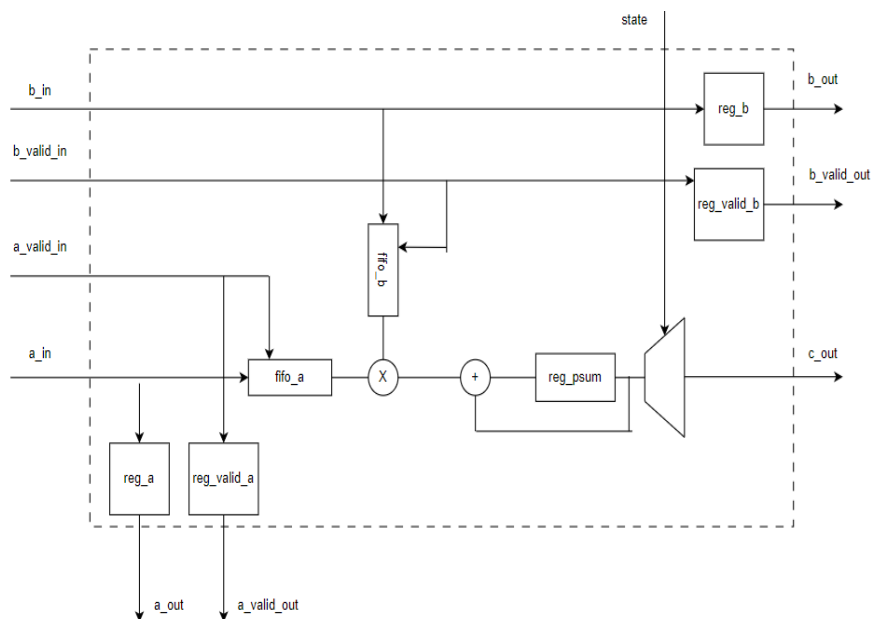 state
b_in
b_out
reg_b
b_valid_in
b_valid_out
reg_valid_b
a_valid_in
fifo_b
a_in
c_out
fifo_a
X
+
reg_psum
reg_a
reg_valid_a
a_out
a_valid_out